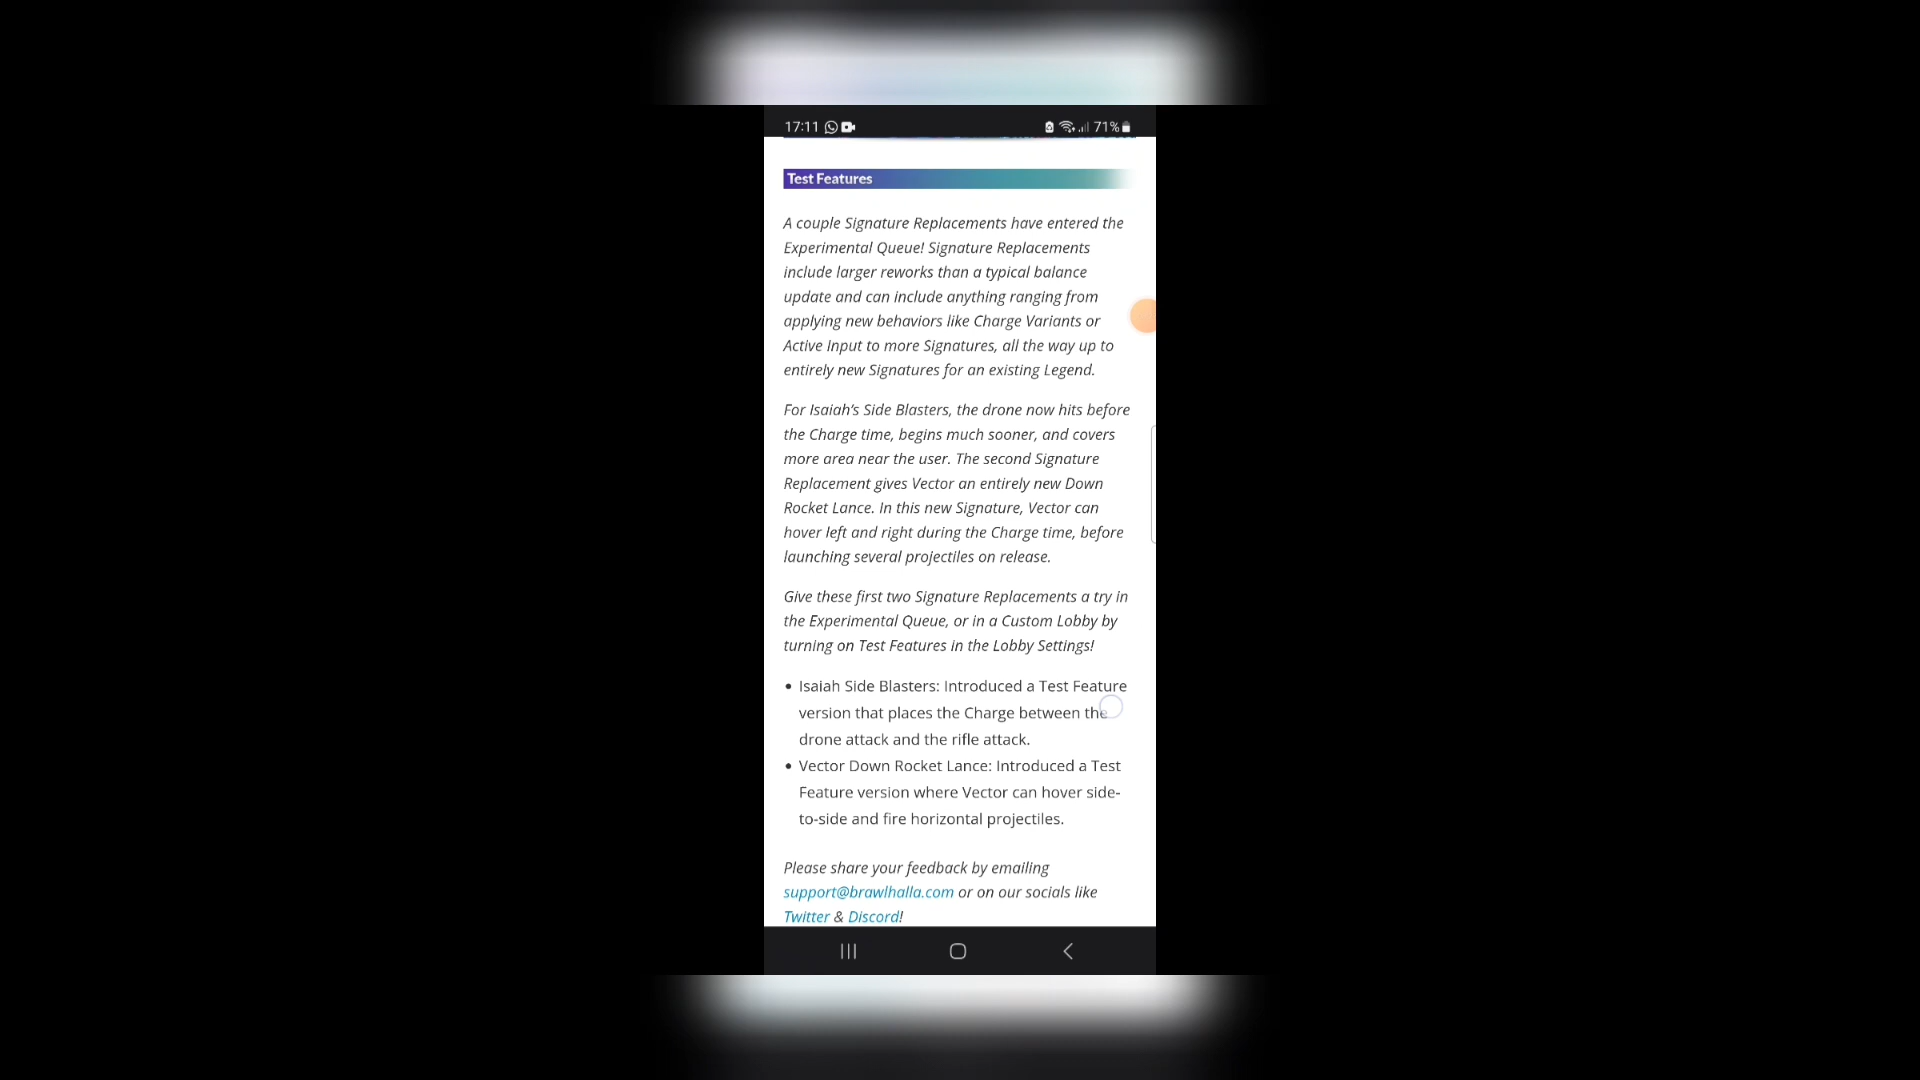 17:11
71%
Test Features
A couple Signature Replacements have entered the
Experimental Queue! Signature Replacements
include larger reworks than a typical balance
update and can include anything ranging from
applying new behaviors like Charge Variants or
Active Input to more Signatures, all the way up to
entirely new Signatures for an existing Legend.
For Isaiah’s Side Blasters, the drone now hits before
the Charge time, begins much sooner, and covers
more area near the user. The second Signature
Replacement gives Vector an entirely new Down
Rocket Lance. In this new Signature, Vector can
hover left and right during the Charge time, before
launching several projectiles on release.
Give these first two Signature Replacements a try in
the Experimental Queue, or in a Custom Lobby by
turning on Test Features in the Lobby Settings!
• Isaiah Side Blasters: Introduced a Test Feature
version that places the Charge between the
drone attack and the rifle attack.
• Vector Down Rocket Lance: Introduced a Test
Feature version where Vector can hover side-
to-side and fire horizontal projectiles.
Please share your feedback by emailing
support@brawlhalla.com or on our socials like
Twitter & Discord!